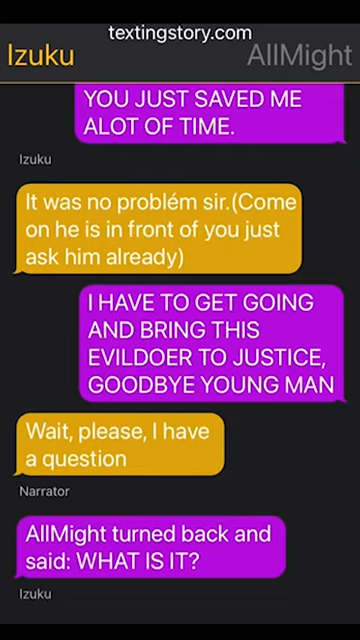 textingstory.com
Izuku AllMight
YOU JUST SAVED ME
ALOT OF TIME.
Izuku
It was no problém sir.(Come
on he is in front of you just
ask him already)
I HAVE TO GET GOING
AND BRING THIS
EVILDOER TO JUSTICE,
GOODBYE YOUNG MAN
Wait, please, I have
a question
Narrator
AllMight turned back and
said: WHAT IS IT?
Izuku